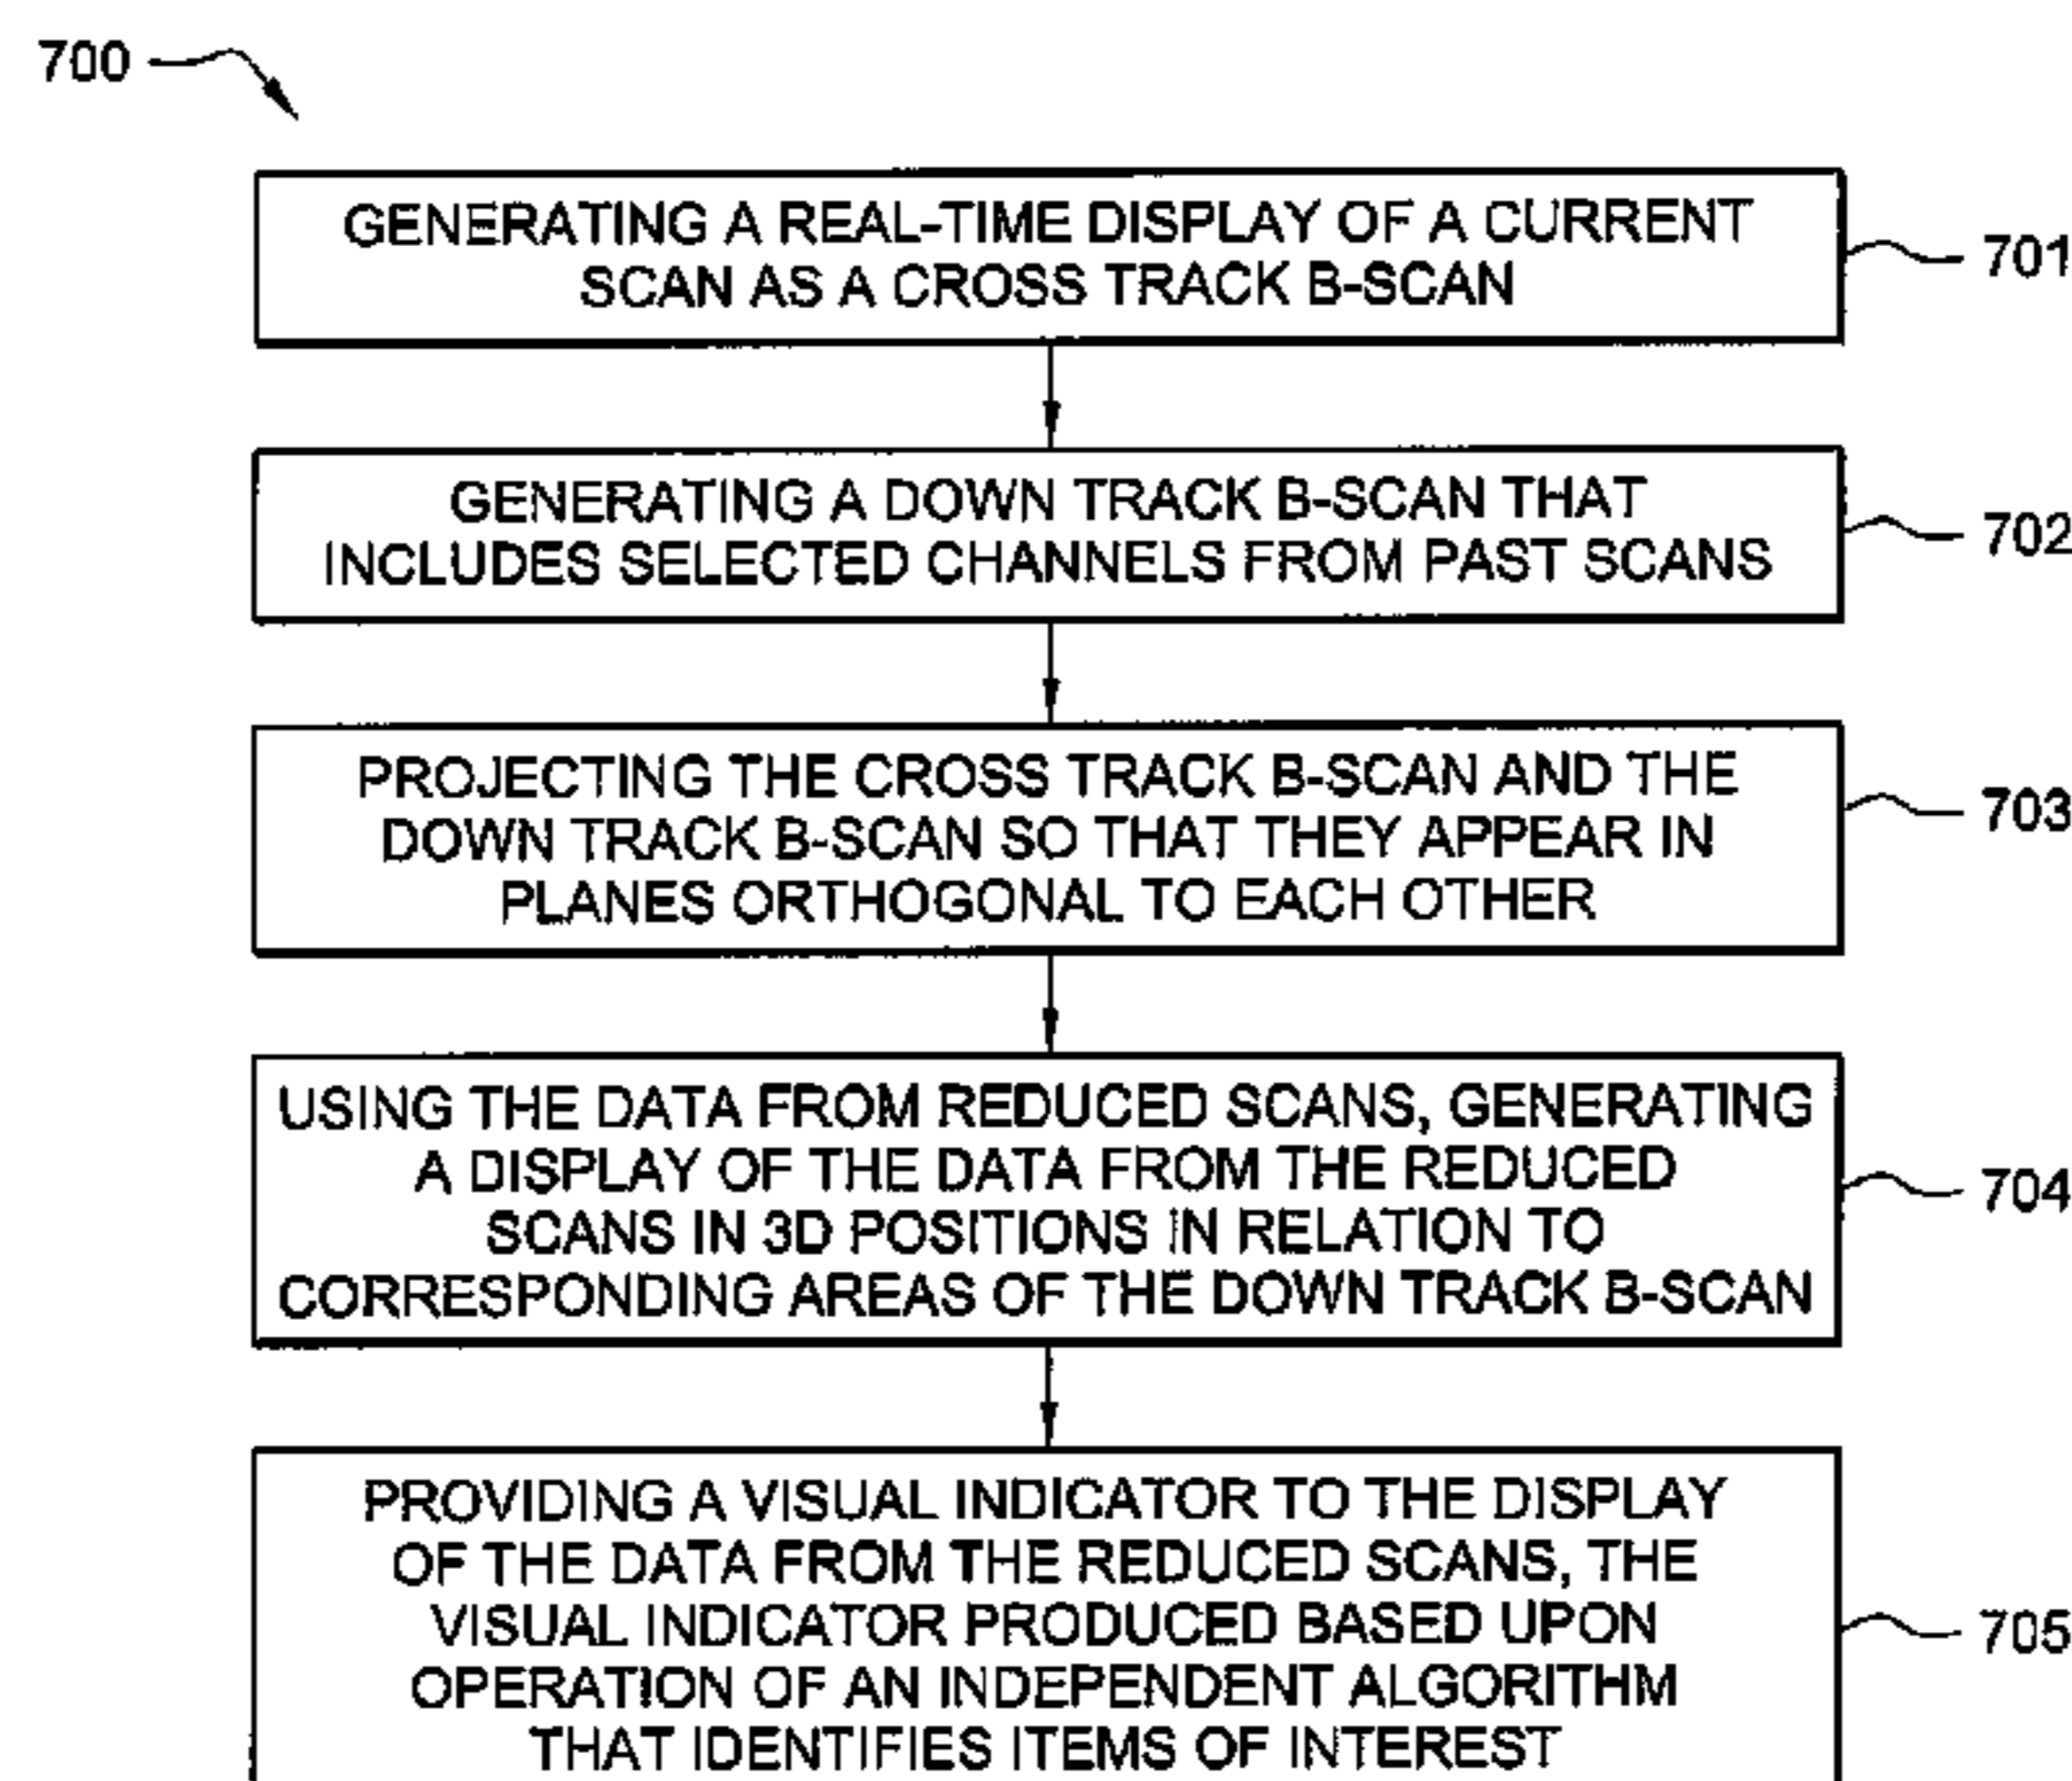 700
GENERATING A REAL-TIME DISPLAY OF A CURRENT
SCAN AS A CROSS TRACK B-SCAN
701
GENERATING A DOWN TRACK B-SCAN THAT
INCLUDES SELECTED CHANNELS FROM PAST SCANS
702
PROJECTING THE CROSS TRACK B-SCAN AND THE
DOWN TRACK B-SCAN SO THAT THEY APPEAR IN
PLANES ORTHOGONAL TO EACH OTHER
703
USING THE DATA FROM REDUCED SCANS, GENERATING
A DISPLAY OF THE DATA FROM THE REDUCED
SCANS IN 3D POSITIONS IN RELATION TO
CORRESPONDING AREAS OF THE DOWN TRACK B-SCAN
704
PROVIDING A VISUAL INDICATOR TO THE DISPLAY
OF THE DATA FROM THE REDUCED SCANS, THE
VISUAL INDICATOR PRODUCED BASED UPON
OPERATION OF AN INDEPENDENT ALGORITHM
THAT IDENTIFIES ITEMS OF INTEREST
705